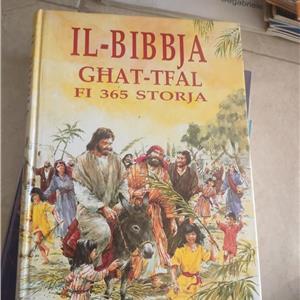 IL-BIBBJA
GĦAT-TFAL
FI 365 STORJA